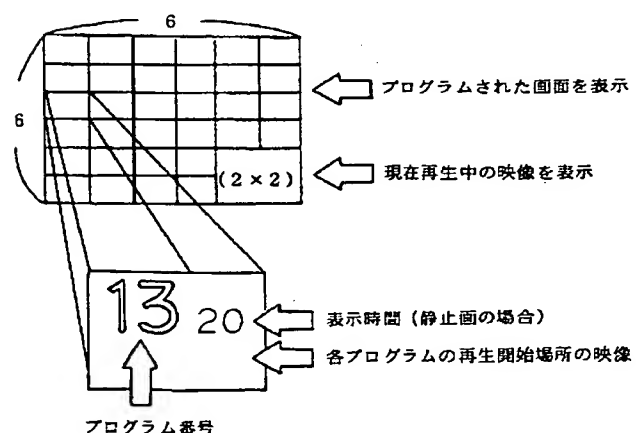 6
6
プログラムされた画面を表示
(2×2)
現在再生中の映像を表示
13 20
表示時間(静止画の場合)
各プログラムの再生開始場所の映像
プログラム番号